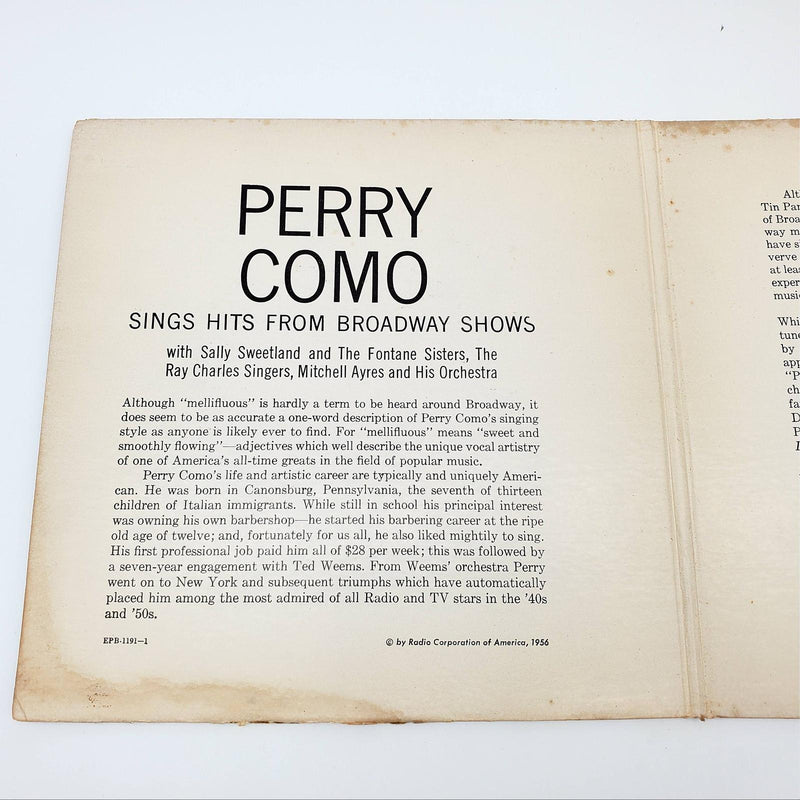 PERRY
COMO
SINGS HITS FROM BROADWAY SHOWS
with Sally Sweetland and The Fontane Sisters, The
Ray Charles Singers, Mitchell Ayres and His Orchestra
Although "mellifluous" is hardly a term to be heard around Broadway, it
does seem to be as accurate a one-word description of Perry Como's singing
style as anyone is likely ever to find. For "mellifluous" means "sweet and
smoothly flowing"—adjectives which well describe the unique vocal artistry
of one of America's all-time greats in the field of popular music.
Perry Como's life and artistic career are typically and uniquely Ameri-
can. He was born in Canonsburg, Pennsylvania, the seventh of thirteen
children of Italian immigrants. While still in school his principal interest
was owning his own barbershop—he started his barbering career at the ripe
old age of twelve; and, fortunately for us all, he also liked mightily to sing.
His first professional job paid him all of $28 per week; this was followed by
a seven-year engagement with Ted Weems. From Weems' orchestra Perry
went on to New York and subsequent triumphs which have automatically
placed him among the most admired of all Radio and TV stars in the '40s
and '50s.
EPB-1191—1
© by Radio Corporation of America, 1956
Tin
of
way
have
verve
at
by